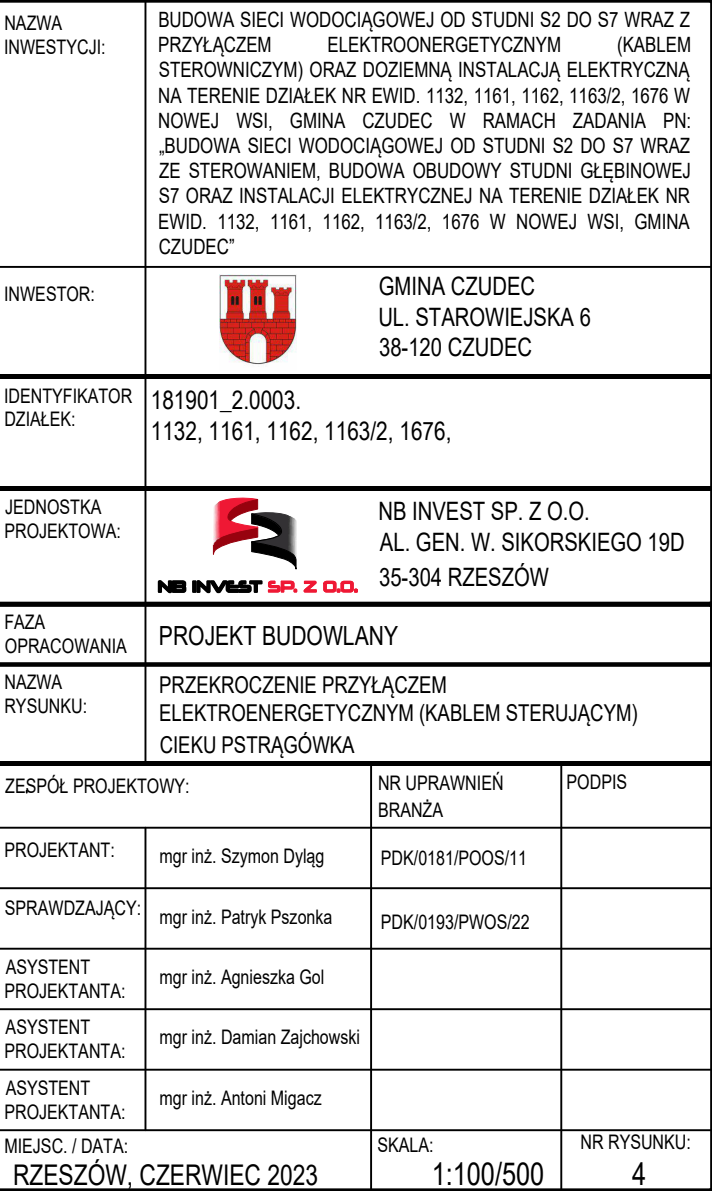 NAZWA
INWESTYCJI:
BUDOWA SIECI WODOCIĄGOWEJ OD STUDNI S2 DO S7 WRAZ Z
PRZYŁĄCZEM ELEKTROONERGETYCZNYM (KABLEM
STEROWNICZYM) ORAZ DOZIEMNĄ INSTALACJĄ ELEKTRYCZNĄ
NA TERENIE DZIAŁEK NR EWID. 1132, 1161, 1162, 1163/2, 1676 W
NOWEJ WSI, GMINA CZUDEC W RAMACH ZADANIA PN:
„BUDOWA SIECI WODOCIĄGOWEJ OD STUDNI S2 DO S7 WRAZ
ZE STEROWANIEM, BUDOWA OBUDOWY STUDNI GŁĘBINOWEJ
S7 ORAZ INSTALACJI ELEKTRYCZNEJ NA TERENIE DZIAŁEK NR
EWID. 1132, 1161, 1162, 1163/2, 1676 W NOWEJ WSI, GMINA
CZUDEC”
INWESTOR:
GMINA CZUDEC
UL. STAROWIEJSKA 6
38-120 CZUDEC
IDENTYFIKATOR
DZIAŁEK:
181901_2.0003.
1132, 1161, 1162, 1163/2, 1676,
JEDNOSTKA
PROJEKTOWA:
NB INVEST SP. Z O.O.
NB INVEST SP. Z O.O.
AL. GEN. W. SIKORSKIEGO 19D
35-304 RZESZÓW
FAZA
OPRACOWANIA
PROJEKT BUDOWLANY
NAZWA
RYSUNKU:
PRZEKROCZENIE PRZYŁĄCZEM
ELEKTROENERGETYCZNYM (KABLEM STERUJĄCYM)
CIEKU PSTRĄGÓWKA
ZESPÓŁ PROJEKTOWY:
NR UPRAWNIEŃ
BRANŻA
PODPIS
PROJEKTANT:
mgr inż. Szymon Dyląg
PDK/0181/POOS/11
SPRAWDZAJĄCY:
mgr inż. Patryk Pszonka
PDK/0193/PWOS/22
ASYSTENT
PROJEKTANTA:
mgr inż. Agnieszka Gol
ASYSTENT
PROJEKTANTA:
mgr inż. Damian Zajchowski
ASYSTENT
PROJEKTANTA:
mgr inż. Antoni Migacz
MIEJSC. / DATA:
RZESZÓW, CZERWIEC 2023
SKALA:
1:100/500
NR RYSUNKU:
4